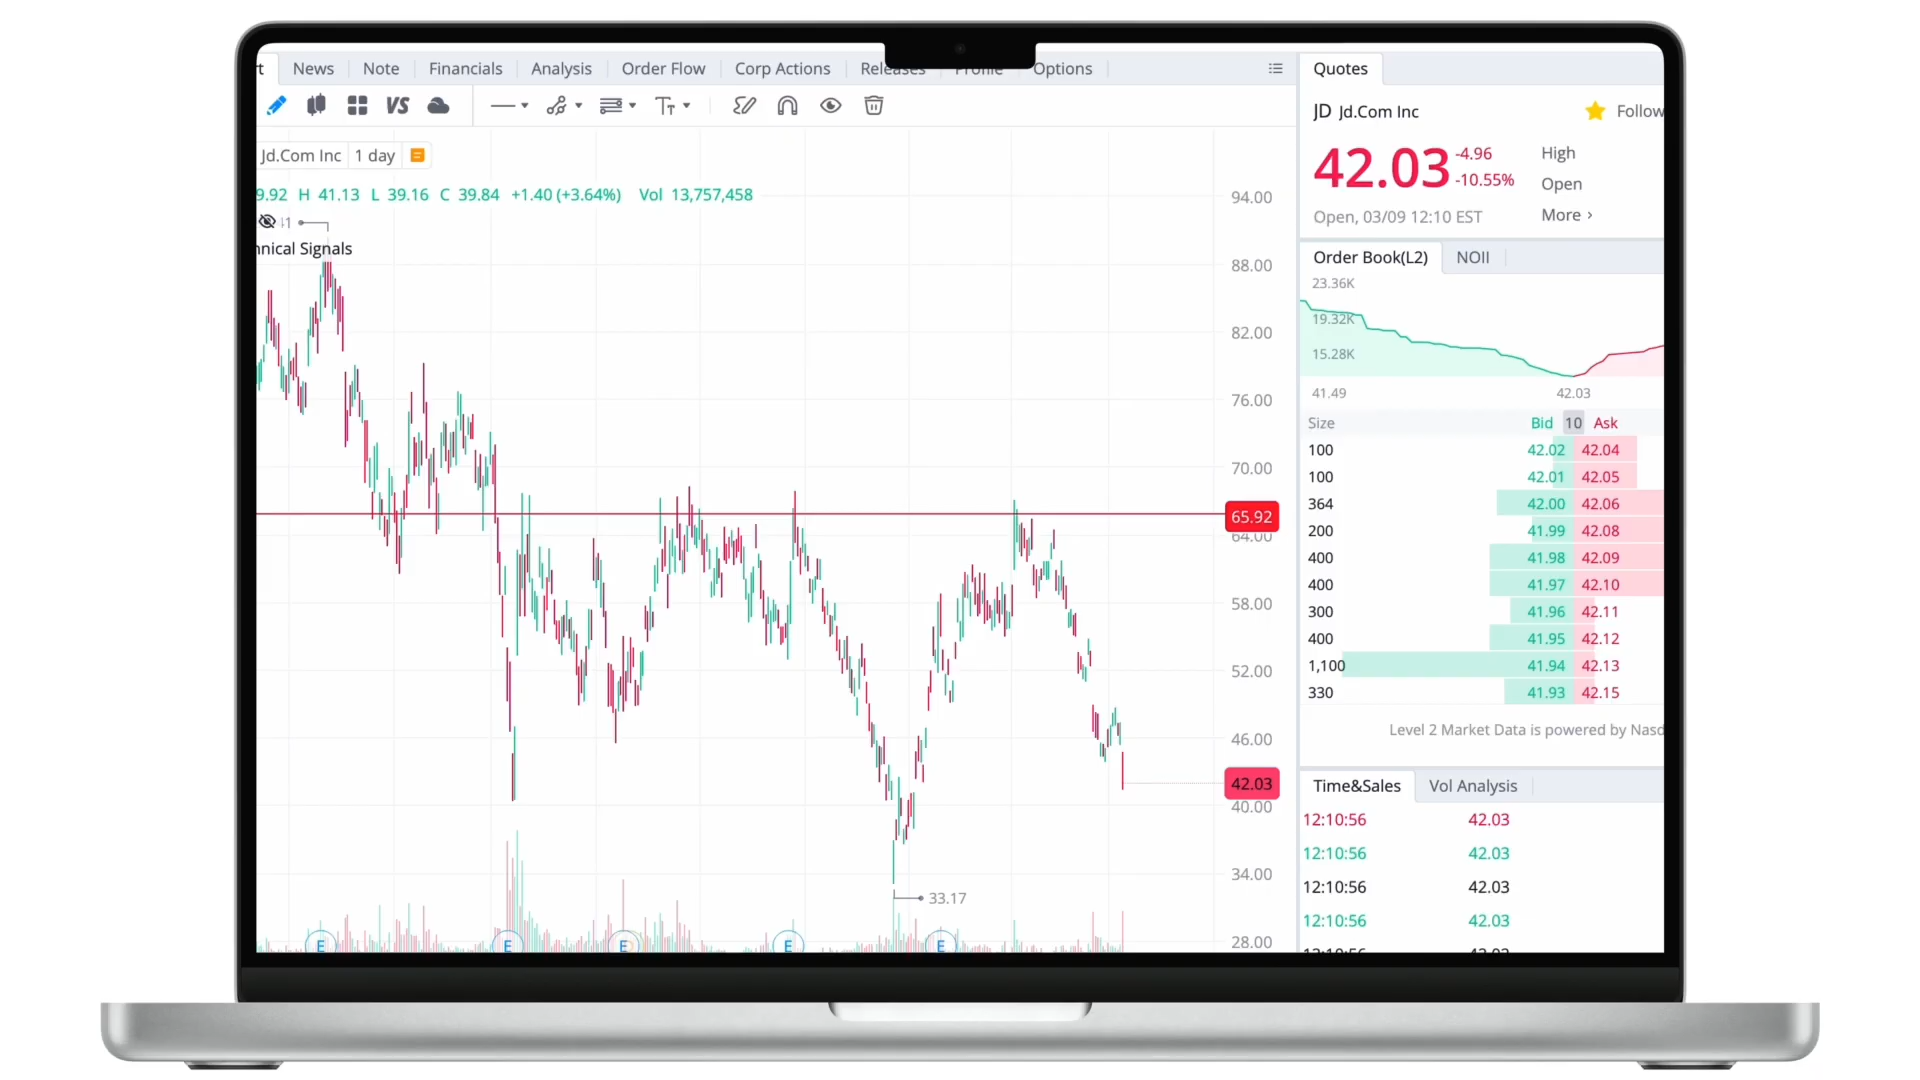 News Note Financials Analysis Order Flow Corp Actions Releases Profile Options
VS
Jd.Com Inc 1 day
9.92 H 41.13 L 39.16 C 39.84 +1.40 (+3.64%) Vol 13,757,458
nical Signals
94.00
88.00
82.00
76.00
70.00
65.92
64.00
58.00
52.00
46.00
42.03
40.00
34.00
28.00
33.17
E E E E E
Quotes
JD Jd.Com Inc Follow
42.03 -4.96 -10.55%
High
Open
More ›
Open, 03/09 12:10 EST
Order Book(L2) NOII
23.36K
19.32K
15.28K
41.49 42.03
Size Bid 10 Ask
100 42.02 42.04
100 42.01 42.05
364 42.00 42.06
200 41.99 42.08
400 41.98 42.09
400 41.97 42.10
300 41.96 42.11
400 41.95 42.12
1,100 41.94 42.13
330 41.93 42.15
Level 2 Market Data is powered by Nasd
Time&Sales Vol Analysis
12:10:56 42.03
12:10:56 42.03
12:10:56 42.03
12:10:56 42.03